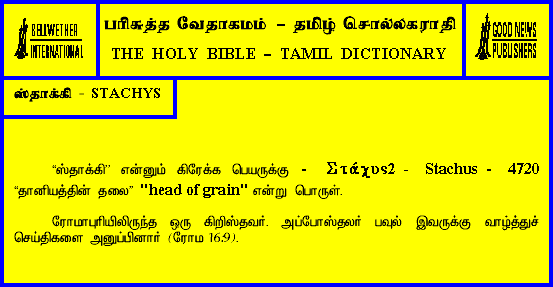 BELLWETHER
INTERNATIONAL
பரிசுத்த வேதாகமம் – தமிழ் சொல்லகராதி
THE HOLY BIBLE – TAMIL DICTIONARY
GOOD NEWS
PUBLISHERS
ஸ்தாக்கி - STACHYS
“ஸ்தாக்கி” என்னும் கிரேக்க பெயருக்கு - Στάχυς2 - Stachus - 4720
“தானியத்தின் தலை” "head of grain" என்று பொருள்.
ரோமாபுரியிலிருந்த ஒரு கிறிஸ்தவர். அப்போஸ்தலர் பவுல் இவருக்கு வாழ்த்துச்
செய்திகளை அனுப்பினார் (ரோம 16:9).